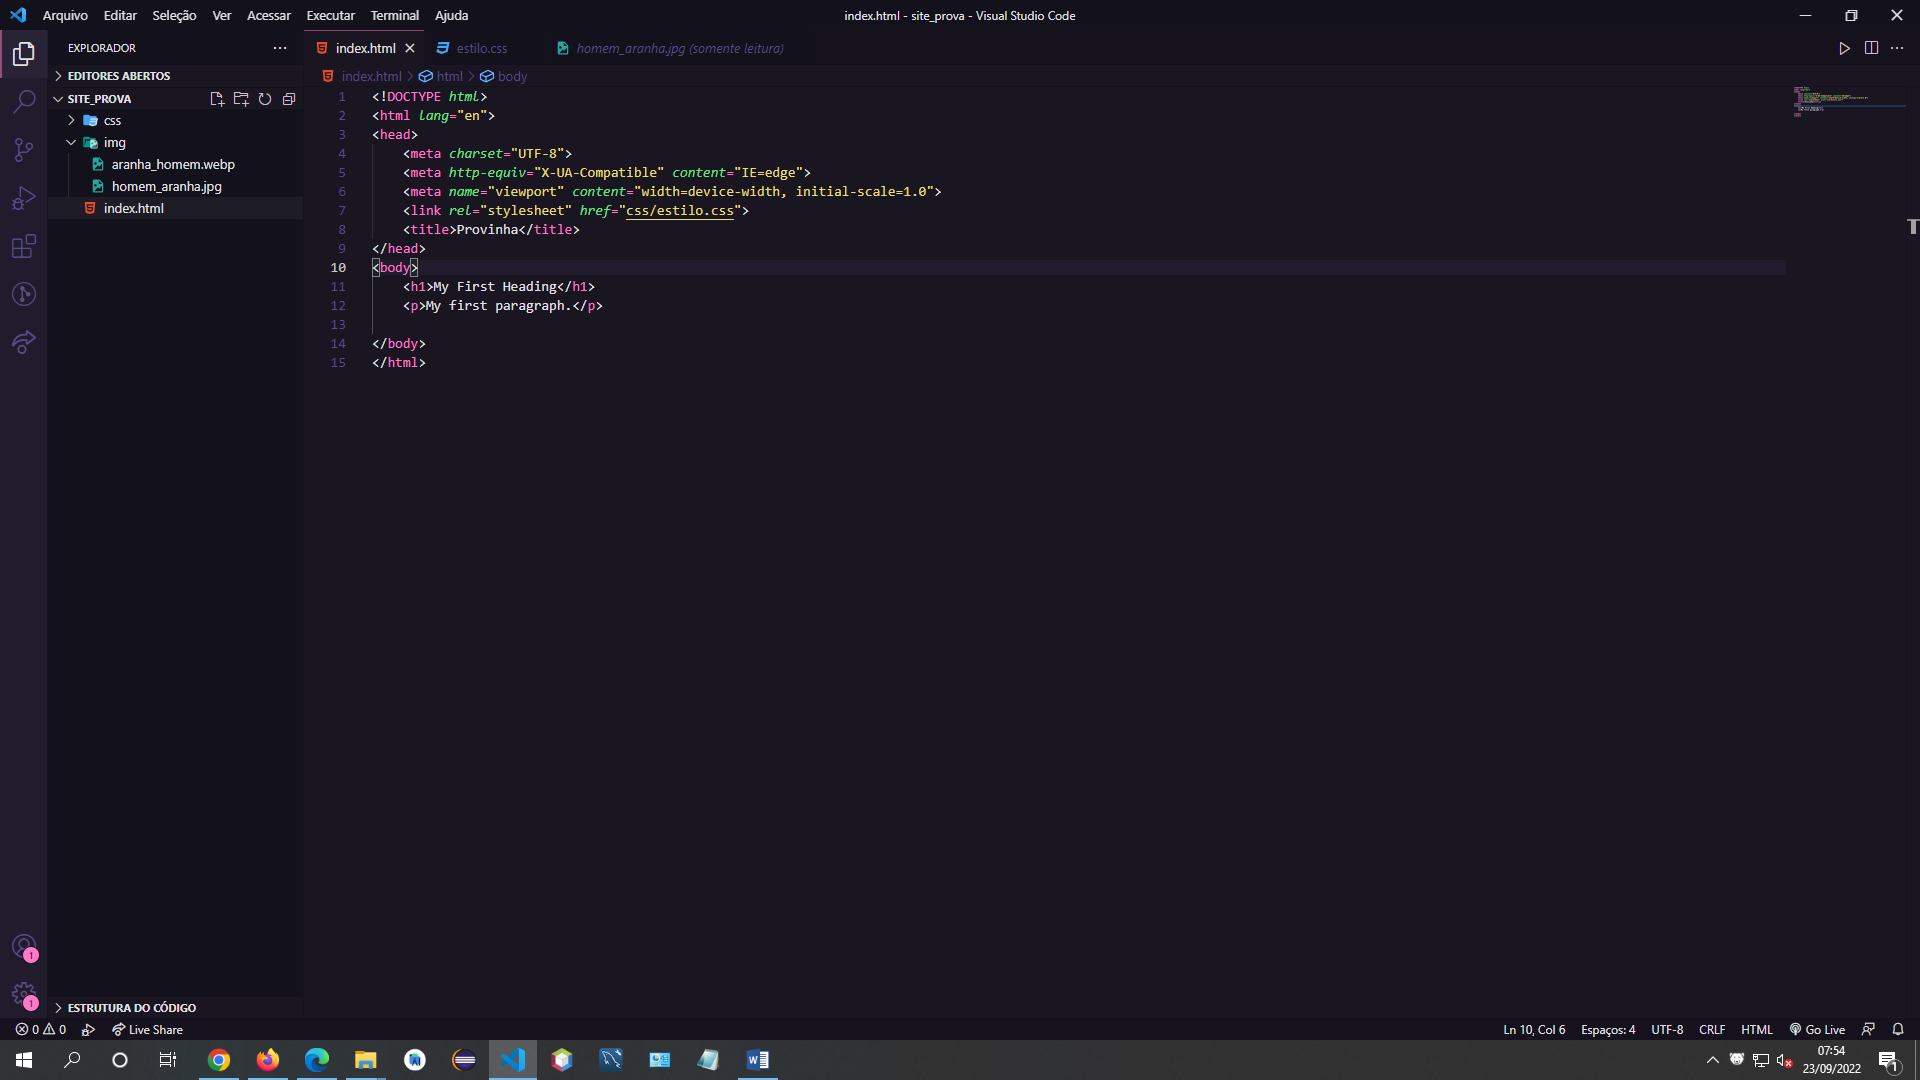 Arquivo Editar Seleção Ver Acessar Executar Terminal Ajuda
index.html - site_prova - Visual Studio Code
EXPLORADOR
EDITORES ABERTOS
SITE_PROVA
css
img
aranha_homem.webp
homem_aranha.jpg
index.html
ESTRUTURA DO CÓDIGO
index.html estilo.css homem_aranha.jpg (somente leitura)
index.html > html > body
1 <!DOCTYPE html>
2 <html lang="en">
3 <head>
4 <meta charset="UTF-8">
5 <meta http-equiv="X-UA-Compatible" content="IE=edge">
6 <meta name="viewport" content="width=device-width, initial-scale=1.0">
7 <link rel="stylesheet" href="css/estilo.css">
8 <title>Provinha</title>
9 </head>
10 <body>
11 <h1>My First Heading</h1>
12 <p>My first paragraph.</p>
13
14 </body>
15 </html>
1
1
0 0 Live Share
Ln 10, Col 6 Espaços: 4 UTF-8 CRLF HTML Go Live
07:54
23/09/2022
1